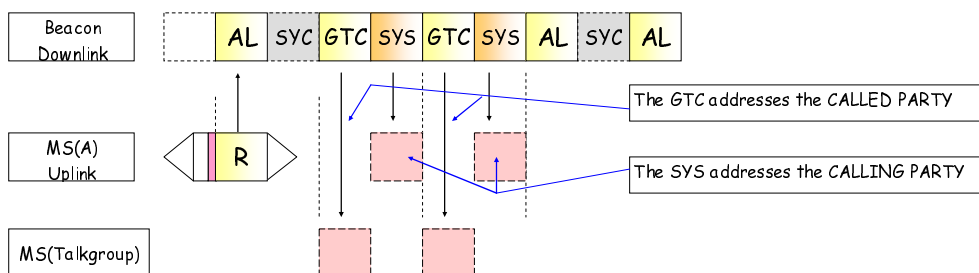 Beacon
Downlink
AL SYC GTC SYS GTC SYS AL SYC AL
The GTC addresses the CALLED PARTY
MS(A)
Uplink
R
The SYS addresses the CALLING PARTY
MS(Talkgroup)